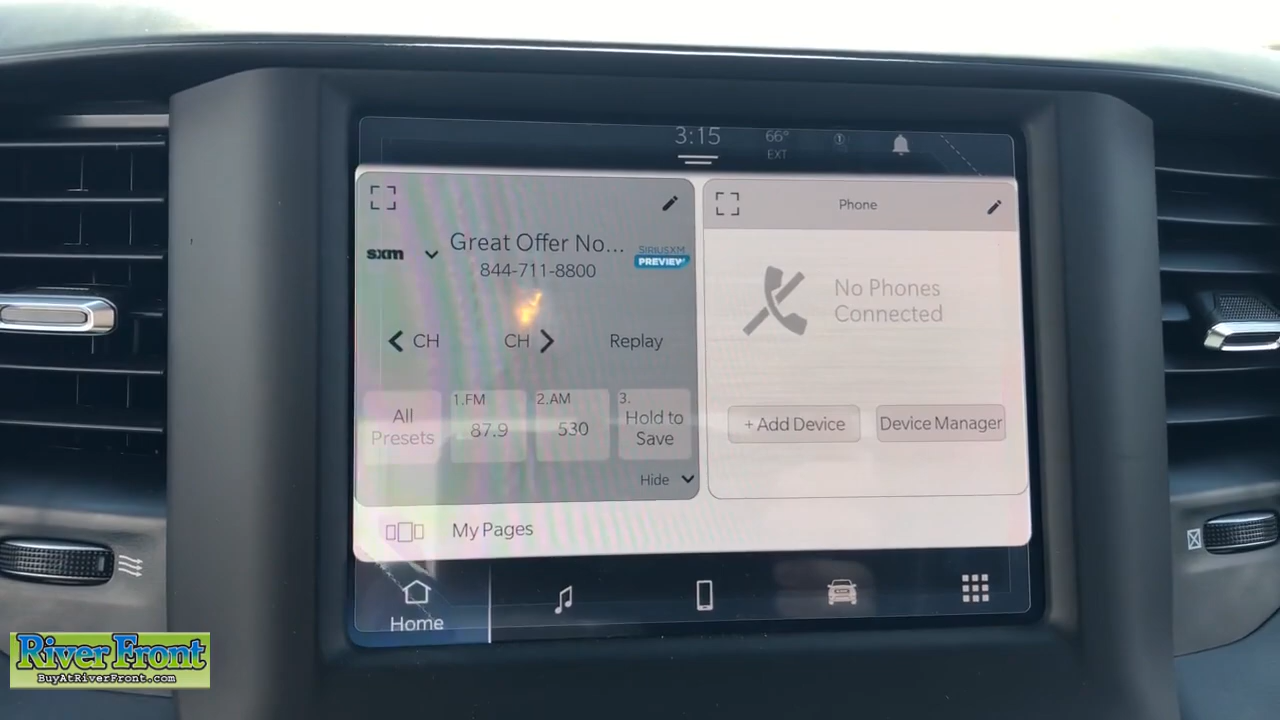 3:15
66°
EXT
1
sxm
Great Offer No...
SIRIUSXM
PREVIEW
844-711-8800
CH
CH
Replay
All
Presets
1.FM
87.9
2.AM
530
3.
Hold to
Save
Hide
Phone
No Phones
Connected
+ Add Device
Device Manager
My Pages
Home
River Front
BuyAtRiverFront.com